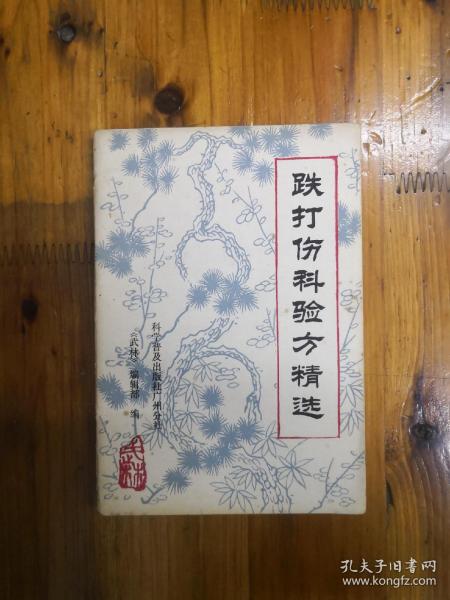 跌打伤科验方精选
科学普及出版社广州分社
《武林》编辑部 编
武林
孔夫子旧书网
www.kongfz.com